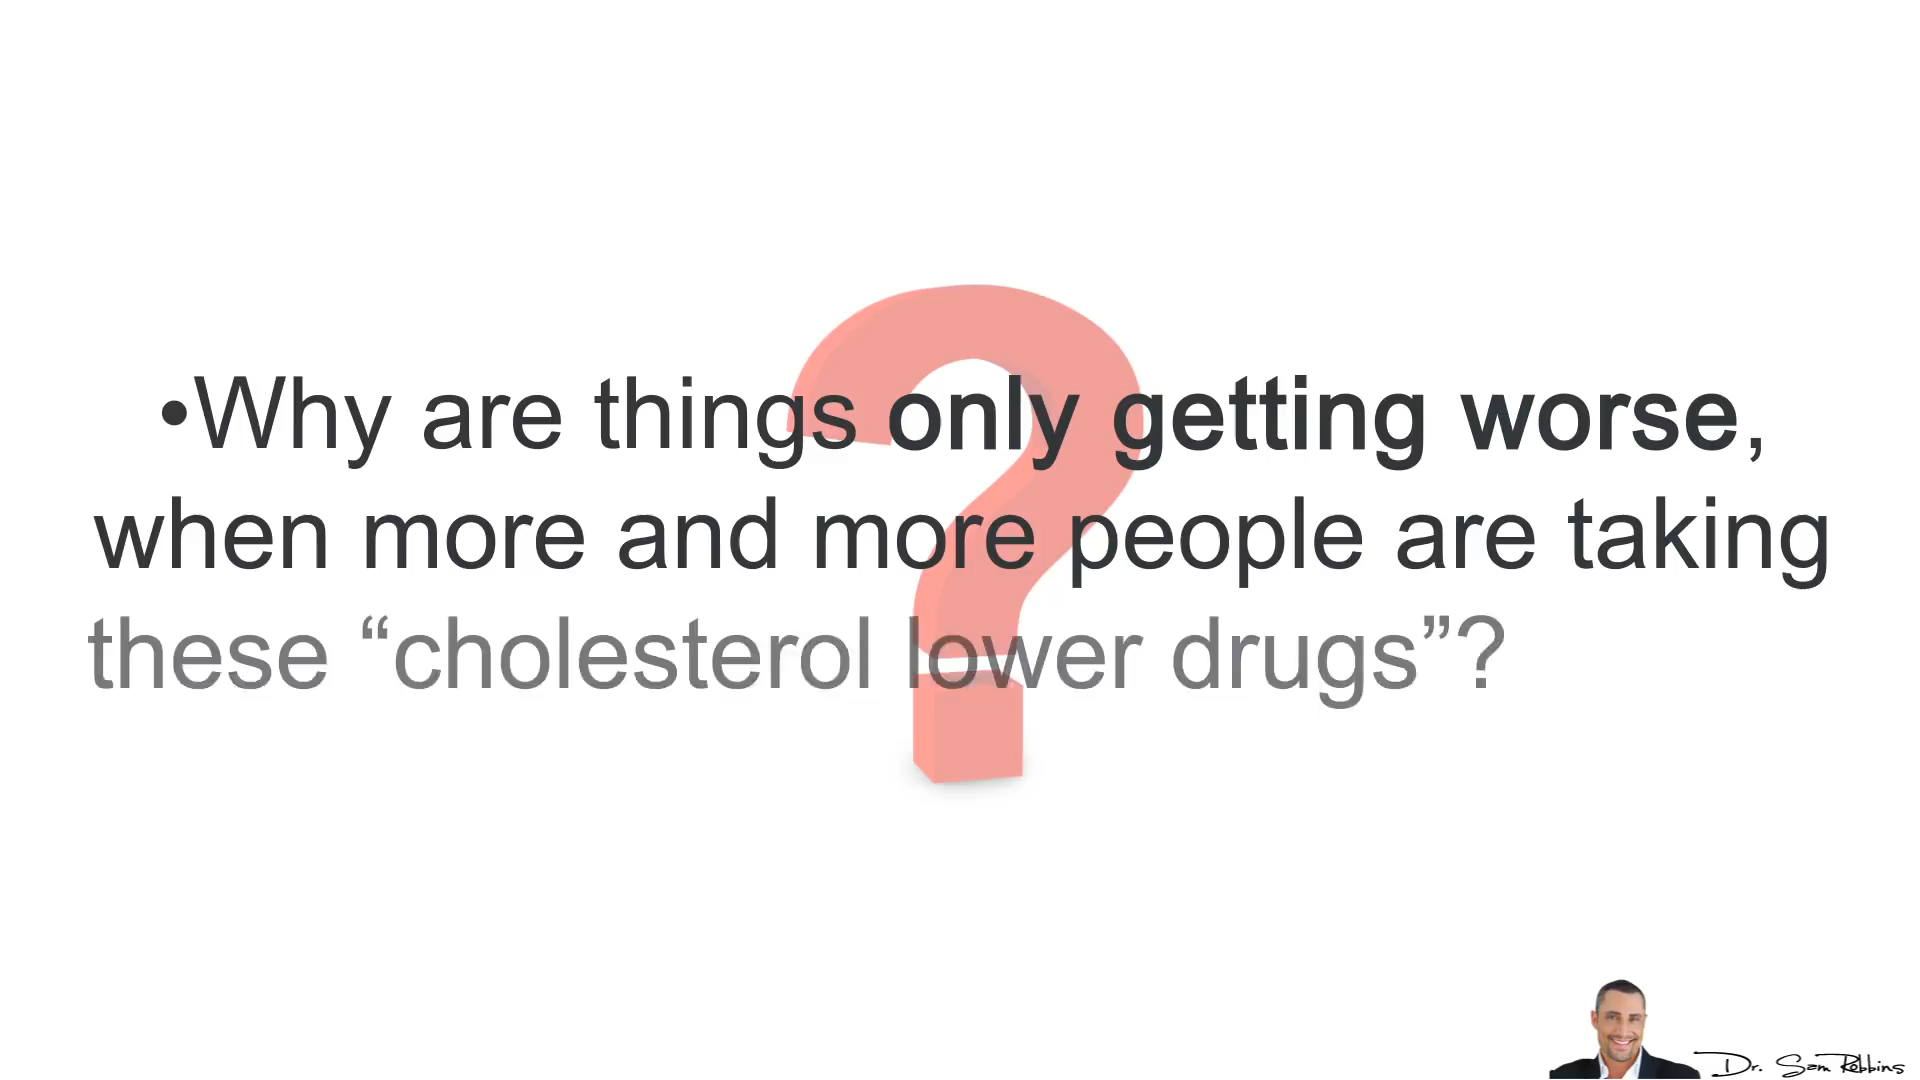 •Why are things only getting worse,
when more and more people are taking
these “cholesterol lower drugs”?
Dr. Sam Robbins